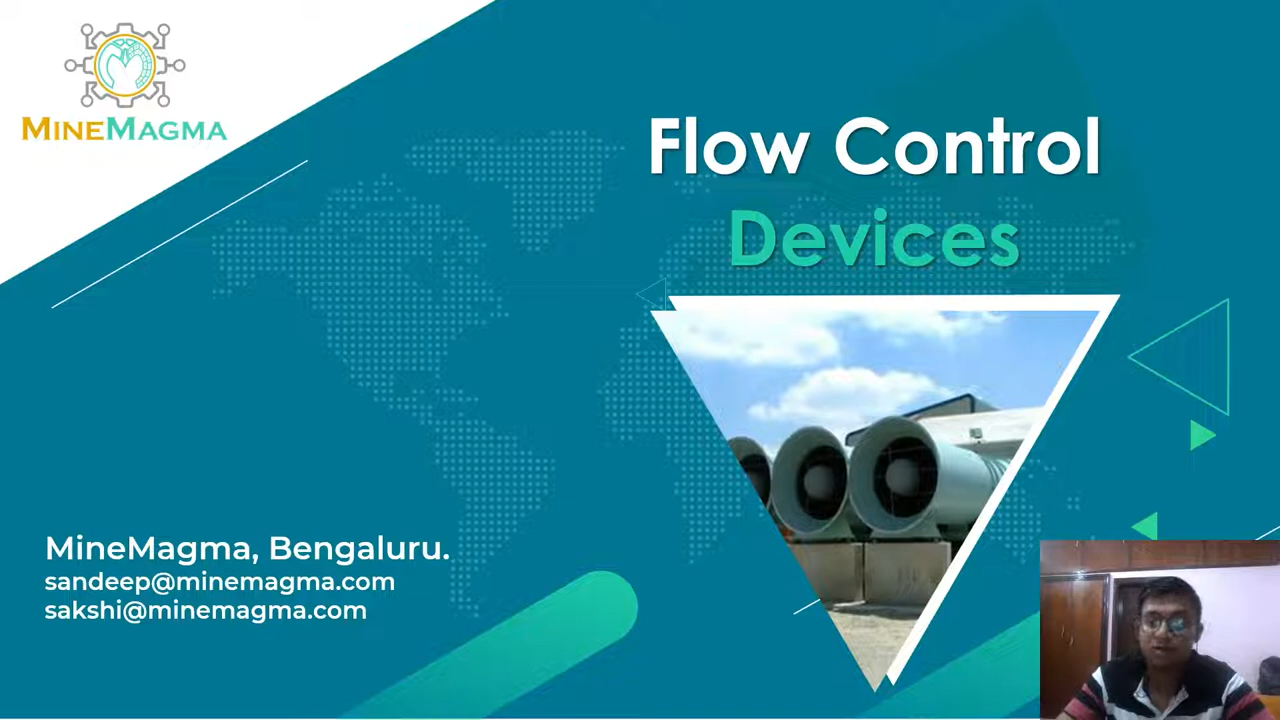 MINEMAGMA
Flow Control
Devices
MineMagma, Bengaluru.
sandeep@minemagma.com
sakshi@minemagma.com